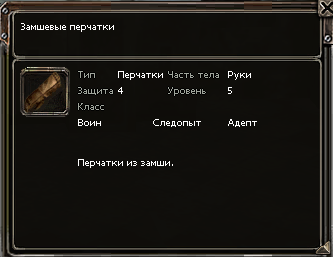 Замшевые перчатки
Тип Перчатки Часть тела Руки
Защита 4 Уровень 5
Класс
Воин Следопыт Адепт
Перчатки из замши.